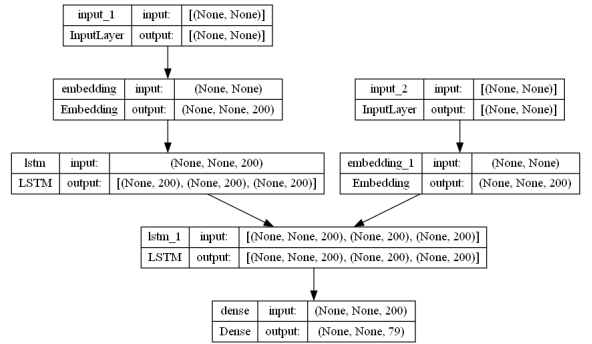 input_1 input: [(None, None)]
InputLayer output: [(None, None)]
embedding input: (None, None)
Embedding output: (None, None, 200)
input_2 input: [(None, None)]
InputLayer output: [(None, None)]
lstm input: (None, None, 200)
LSTM output: [(None, 200), (None, 200), (None, 200)]
embedding_1 input: (None, None)
Embedding output: (None, None, 200)
lstm_1 input: [(None, None, 200), (None, 200), (None, 200)]
LSTM output: [(None, None, 200), (None, 200), (None, 200)]
dense input: (None, None, 200)
Dense output: (None, None, 79)